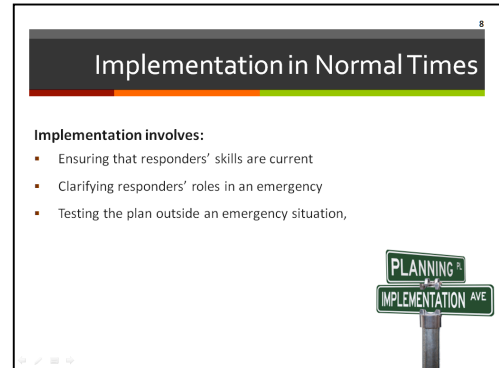 8
Implementation in Normal Times
Implementation involves:
▪ Ensuring that responders' skills are current
▪ Clarifying responders' roles in an emergency
▪ Testing the plan outside an emergency situation,
PLANNING PL
IMPLEMENTATION AVE